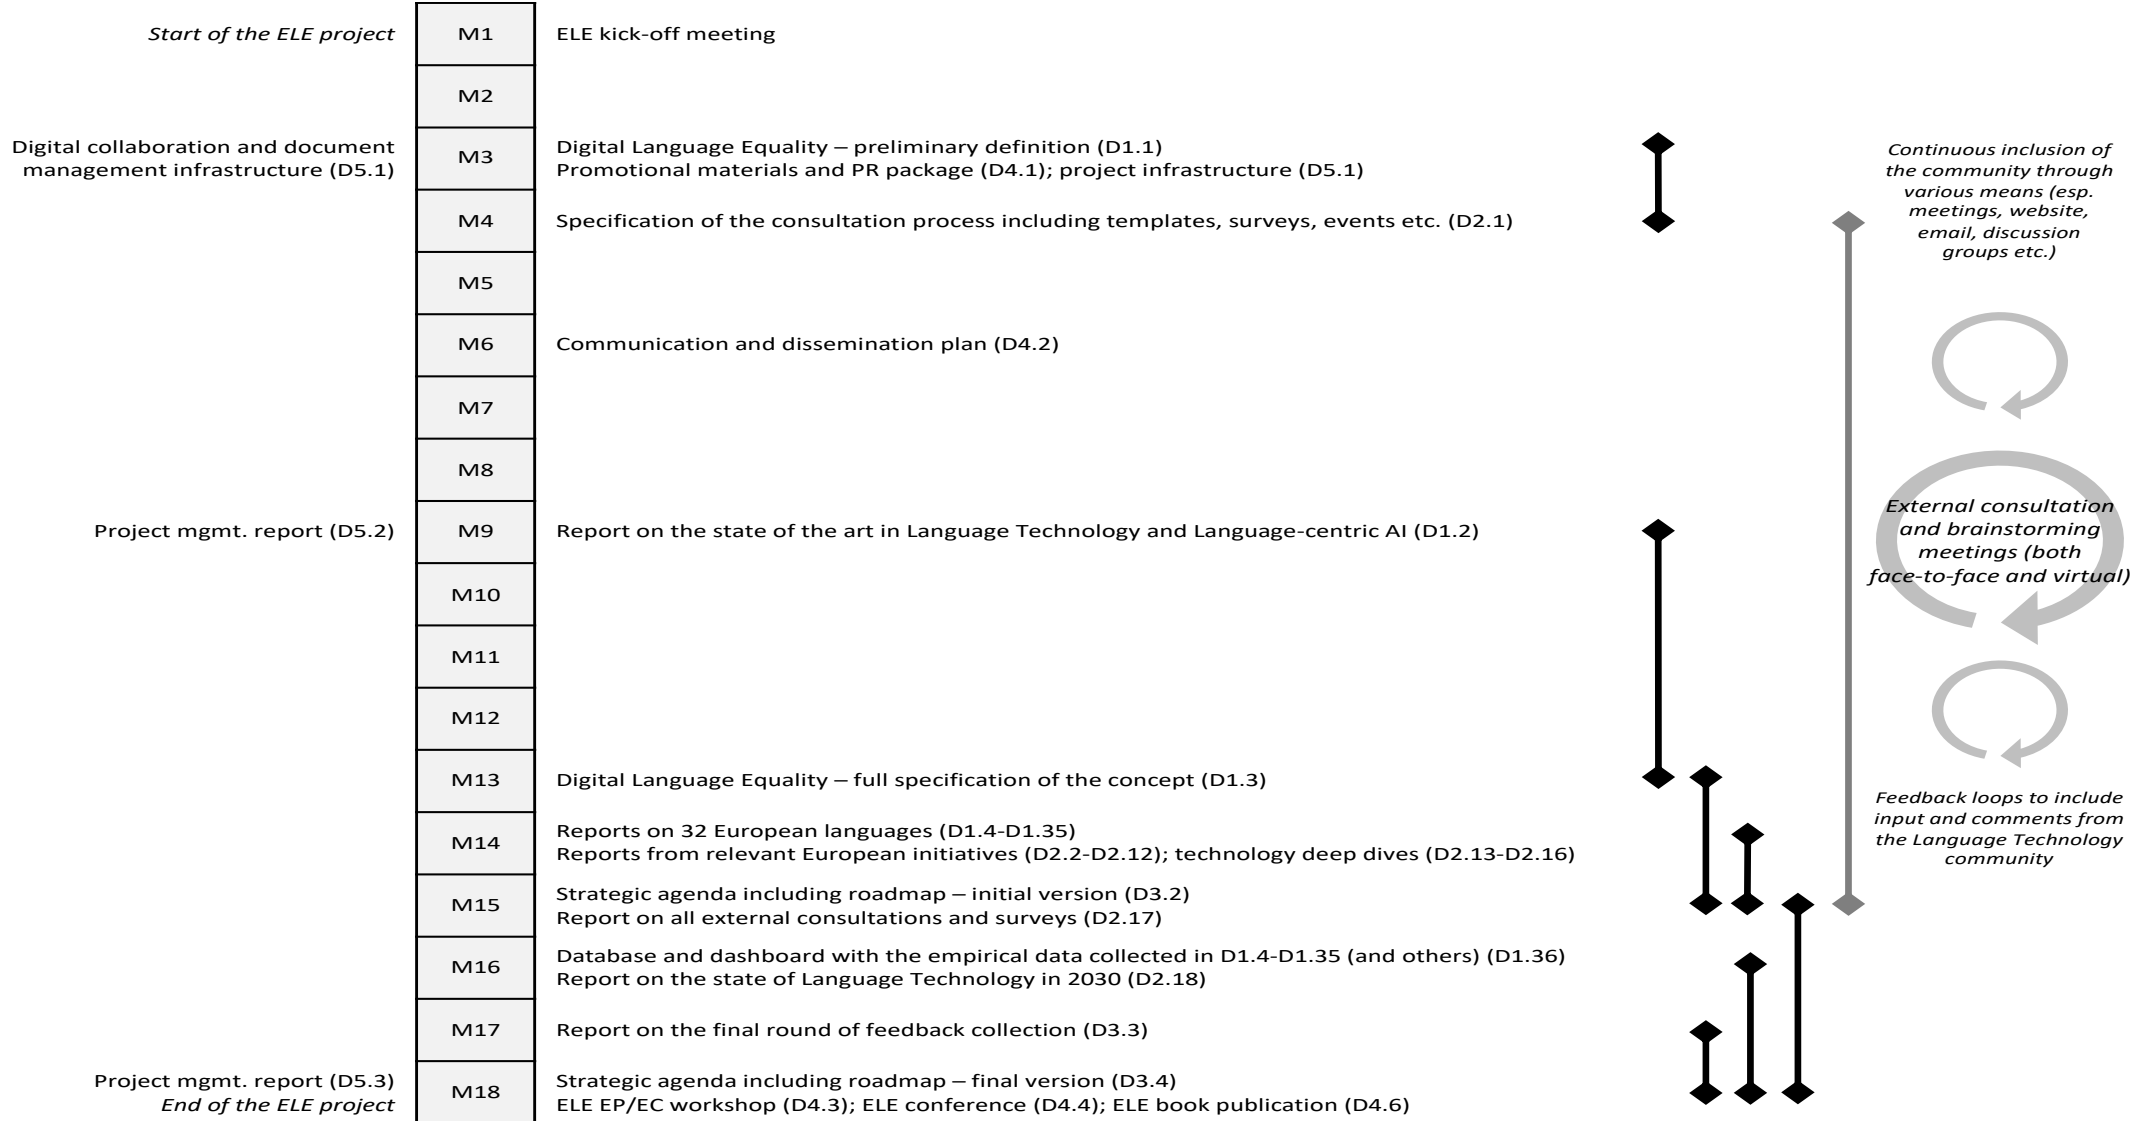 Start of the ELE project
M1
ELE kick-off meeting
M2
Digital collaboration and document
management infrastructure (D5.1)
M3
Digital Language Equality – preliminary definition (D1.1)
Promotional materials and PR package (D4.1); project infrastructure (D5.1)
M4
Specification of the consultation process including templates, surveys, events etc. (D2.1)
M5
M6
Communication and dissemination plan (D4.2)
M7
M8
Project mgmt. report (D5.2)
M9
Report on the state of the art in Language Technology and Language-centric AI (D1.2)
M10
M11
M12
M13
Digital Language Equality – full specification of the concept (D1.3)
M14
Reports on 32 European languages (D1.4-D1.35)
Reports from relevant European initiatives (D2.2-D2.12); technology deep dives (D2.13-D2.16)
M15
Strategic agenda including roadmap – initial version (D3.2)
Report on all external consultations and surveys (D2.17)
M16
Database and dashboard with the empirical data collected in D1.4-D1.35 (and others) (D1.36)
Report on the state of Language Technology in 2030 (D2.18)
M17
Report on the final round of feedback collection (D3.3)
Project mgmt. report (D5.3)
End of the ELE project
M18
Strategic agenda including roadmap – final version (D3.4)
ELE EP/EC workshop (D4.3); ELE conference (D4.4); ELE book publication (D4.6)
Continuous inclusion of
the community through
various means (esp.
meetings, website,
email, discussion
groups etc.)
External consultation
and brainstorming
meetings (both
face-to-face and virtual)
Feedback loops to include
input and comments from
the Language Technology
community